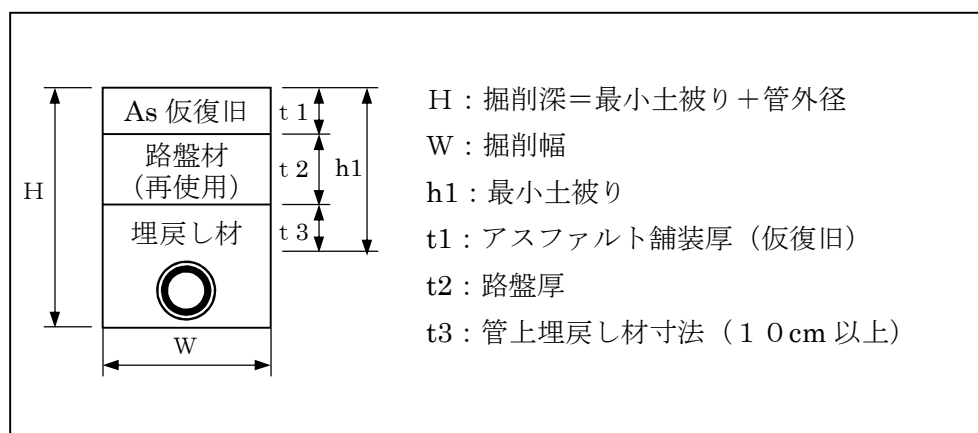 As 仮復旧
路盤材
（再使用）
埋戻し材
t 1
t 2
t 3
h1
H
W
H：掘削深＝最小土被り＋管外径
W：掘削幅
h1：最小土被り
t1：アスファルト舗装厚（仮復旧）
t2：路盤厚
t3：管上埋戻し材寸法（１０cm 以上）